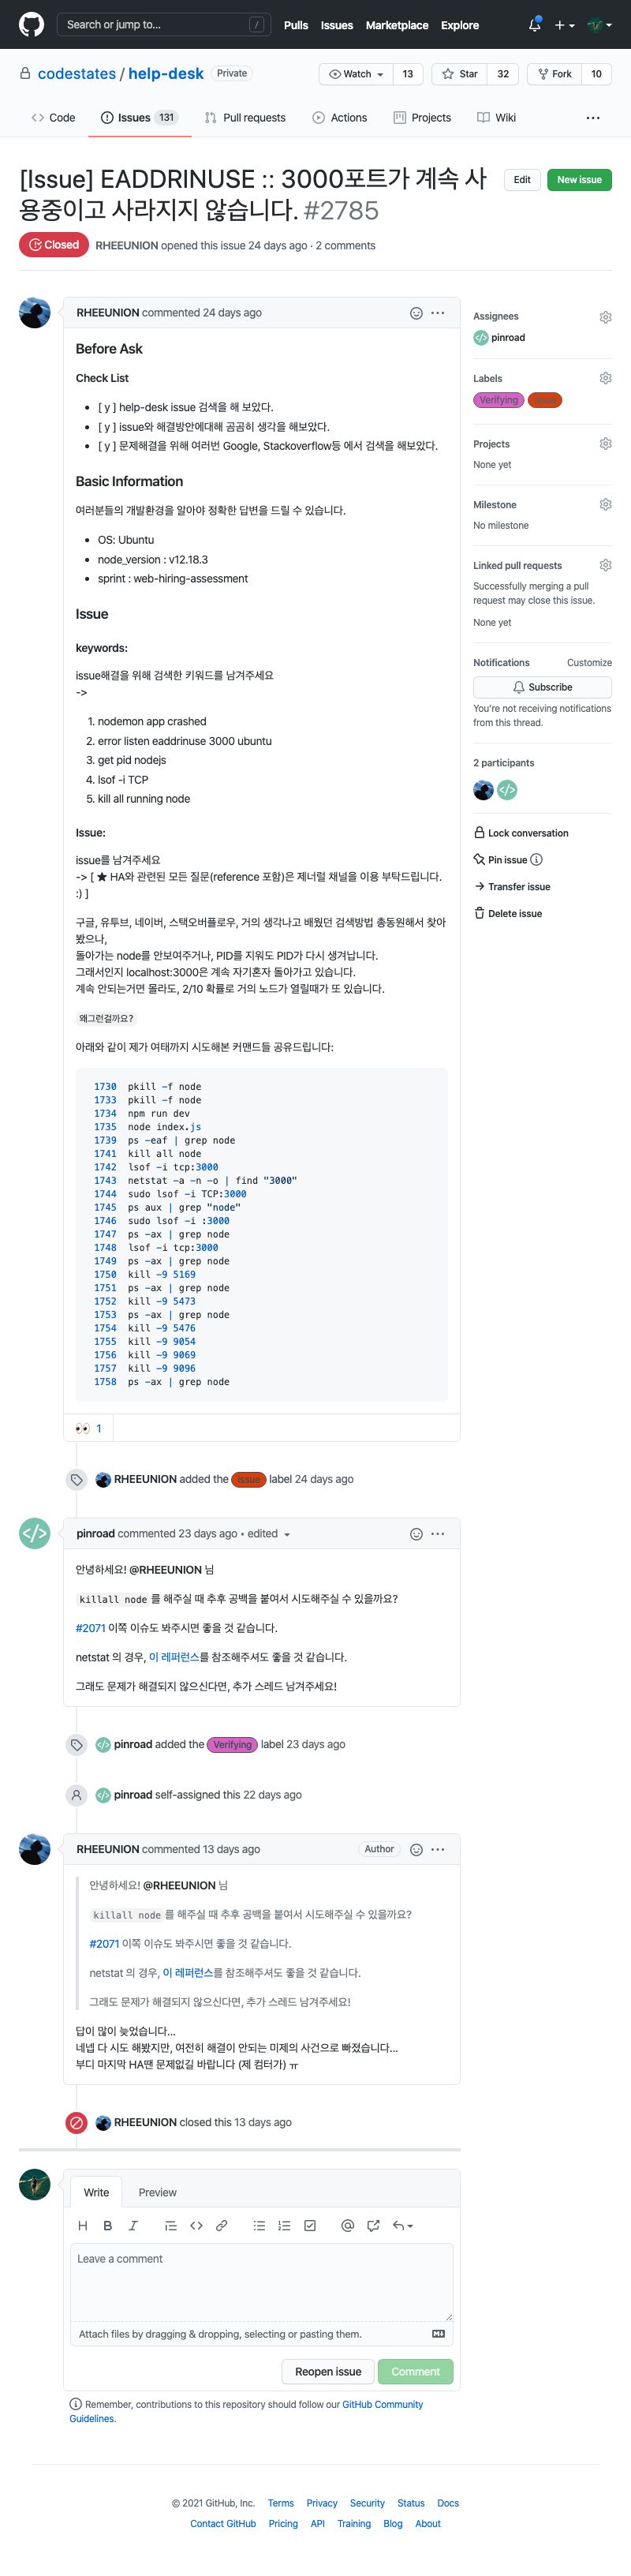 Search or jump to... /
Pulls Issues Marketplace Explore
codestates / help-desk Private
Watch 13 Star 32 Fork 10
Code Issues 131 Pull requests Actions Projects Wiki
[Issue] EADDRINUSE :: 3000포트가 계속 사
용중이고 사라지지 않습니다. #2785
Edit New issue
Closed RHEEUNION opened this issue 24 days ago · 2 comments
RHEEUNION commented 24 days ago
Before Ask
Check List
[ y ] help-desk issue 검색을 해 보았다.
[ y ] issue와 해결방안에대해 곰곰히 생각을 해보았다.
[ y ] 문제해결을 위해 여러번 Google, Stackoverflow등 에서 검색을 해보았다.
Basic Information
여러분들의 개발환경을 알아야 정확한 답변을 드릴 수 있습니다.
OS: Ubuntu
node_version : v12.18.3
sprint : web-hiring-assessment
Issue
keywords:
issue해결을 위해 검색한 키워드를 남겨주세요
->
1. nodemon app crashed
2. error listen eaddrinuse 3000 ubuntu
3. get pid nodejs
4. lsof -i TCP
5. kill all running node
Issue:
issue를 남겨주세요
-> [ ★ HA와 관련된 모든 질문(reference 포함)은 제너럴 채널을 이용 부탁드립니다.
:) ]
구글, 유투브, 네이버, 스택오버플로우, 거의 생각나고 배웠던 검색방법 총동원해서 찾아
봤으나,
돌아가는 node를 안보여주거나, PID를 지워도 PID가 다시 생겨납니다.
그래서인지 localhost:3000은 계속 자기혼자 돌아가고 있습니다.
계속 안되는거면 몰라도, 2/10 확률로 거의 노드가 열릴때가 또 있습니다.
왜그런걸까요?
아래와 같이 제가 여태까지 시도해본 커맨드들 공유드립니다:
1730 pkill -f node
1733 pkill -f node
1734 npm run dev
1735 node index.js
1739 ps -eaf | grep node
1741 kill all node
1742 lsof -i tcp:3000
1743 netstat -a -n -o | find "3000"
1744 sudo lsof -i TCP:3000
1745 ps aux | grep "node"
1746 sudo lsof -i :3000
1747 ps -ax | grep node
1748 lsof -i tcp:3000
1749 ps -ax | grep node
1750 kill -9 5169
1751 ps -ax | grep node
1752 kill -9 5473
1753 ps -ax | grep node
1754 kill -9 5476
1755 kill -9 9054
1756 kill -9 9069
1757 kill -9 9096
1758 ps -ax | grep node
👀 1
Assignees
pinroad
Labels
Verifying issue
Projects
None yet
Milestone
No milestone
Linked pull requests
Successfully merging a pull
request may close this issue.
None yet
Notifications Customize
Subscribe
You're not receiving notifications
from this thread.
2 participants
Lock conversation
Pin issue
Transfer issue
Delete issue
RHEEUNION added the issue label 24 days ago
pinroad commented 23 days ago • edited
안녕하세요! @RHEEUNION 님
killall node 를 해주실 때 추후 공백을 붙여서 시도해주실 수 있을까요?
#2071 이쪽 이슈도 봐주시면 좋을 것 같습니다.
netstat 의 경우, 이 레퍼런스를 참조해주셔도 좋을 것 같습니다.
그래도 문제가 해결되지 않으신다면, 추가 스레드 남겨주세요!
pinroad added the Verifying label 23 days ago
pinroad self-assigned this 22 days ago
RHEEUNION commented 13 days ago Author
안녕하세요! @RHEEUNION 님
killall node 를 해주실 때 추후 공백을 붙여서 시도해주실 수 있을까요?
#2071 이쪽 이슈도 봐주시면 좋을 것 같습니다.
netstat 의 경우, 이 레퍼런스를 참조해주셔도 좋을 것 같습니다.
그래도 문제가 해결되지 않으신다면, 추가 스레드 남겨주세요!
답이 많이 늦었습니다...
네넵 다 시도 해봤지만, 여전히 해결이 안되는 미제의 사건으로 빠졌습니다...
부디 마지막 HA땐 문제없길 바랍니다 (제 컴터가) ㅠ
RHEEUNION closed this 13 days ago
Write Preview
Leave a comment
Attach files by dragging & dropping, selecting or pasting them.
Reopen issue Comment
Remember, contributions to this repository should follow our GitHub Community
Guidelines.
© 2021 GitHub, Inc. Terms Privacy Security Status Docs
Contact GitHub Pricing API Training Blog About